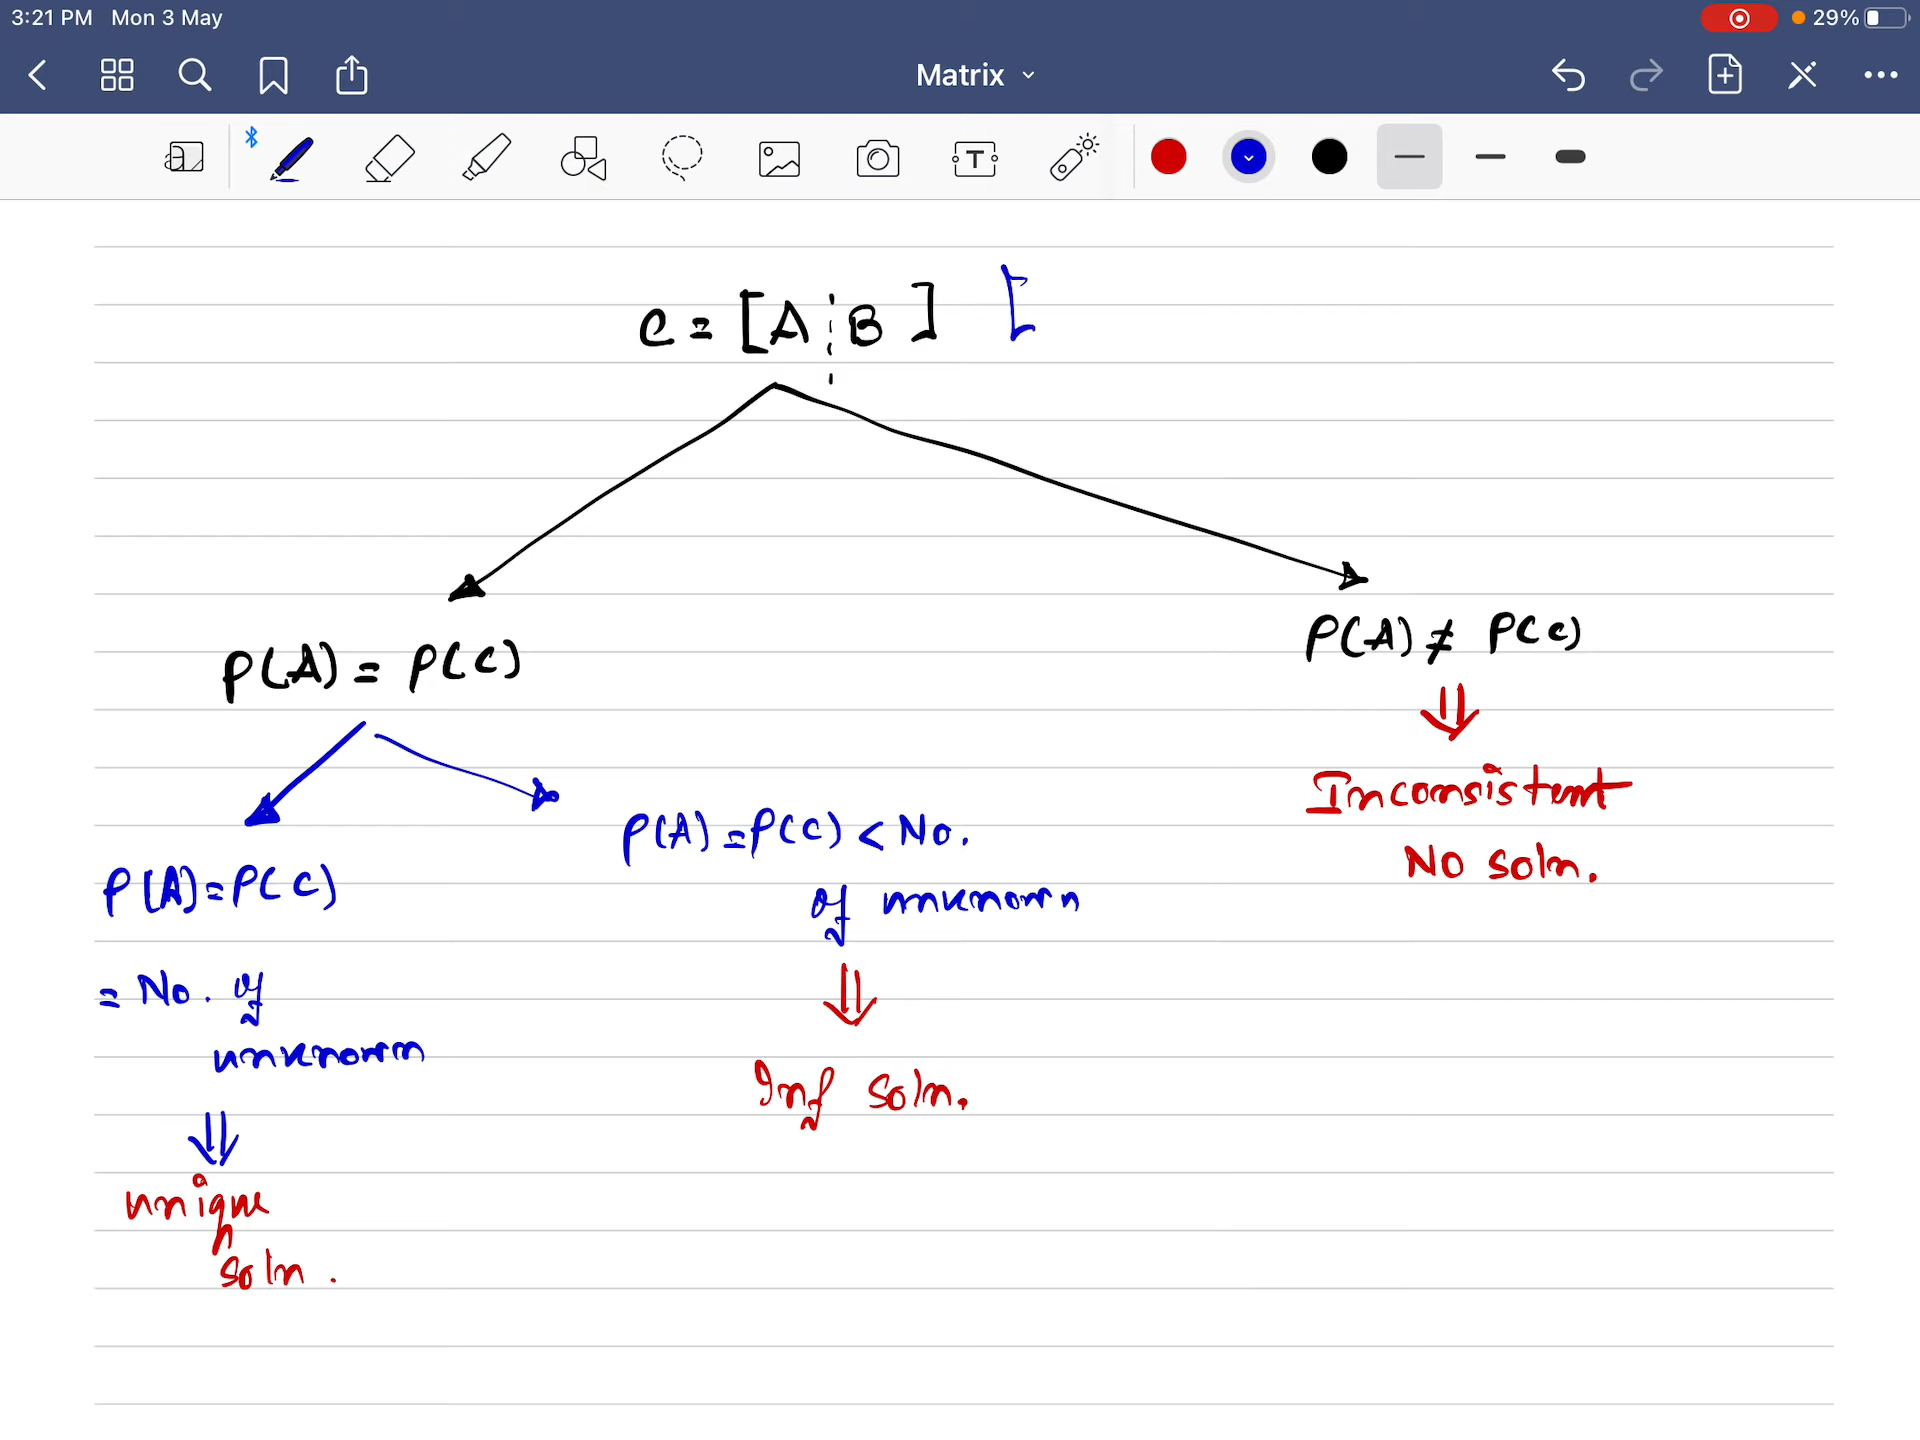 3:21 PM Mon 3 May
29%
Matrix
C = [A ¦ B ] [
ρ(A) = ρ(C)
ρ(A) ≠ ρ(C)
Inconsistent
No soln.
ρ(A) = ρ(C) < No.
of unknown
Inf soln.
ρ(A) = ρ(C)
= No. of
unknown
unique
soln.